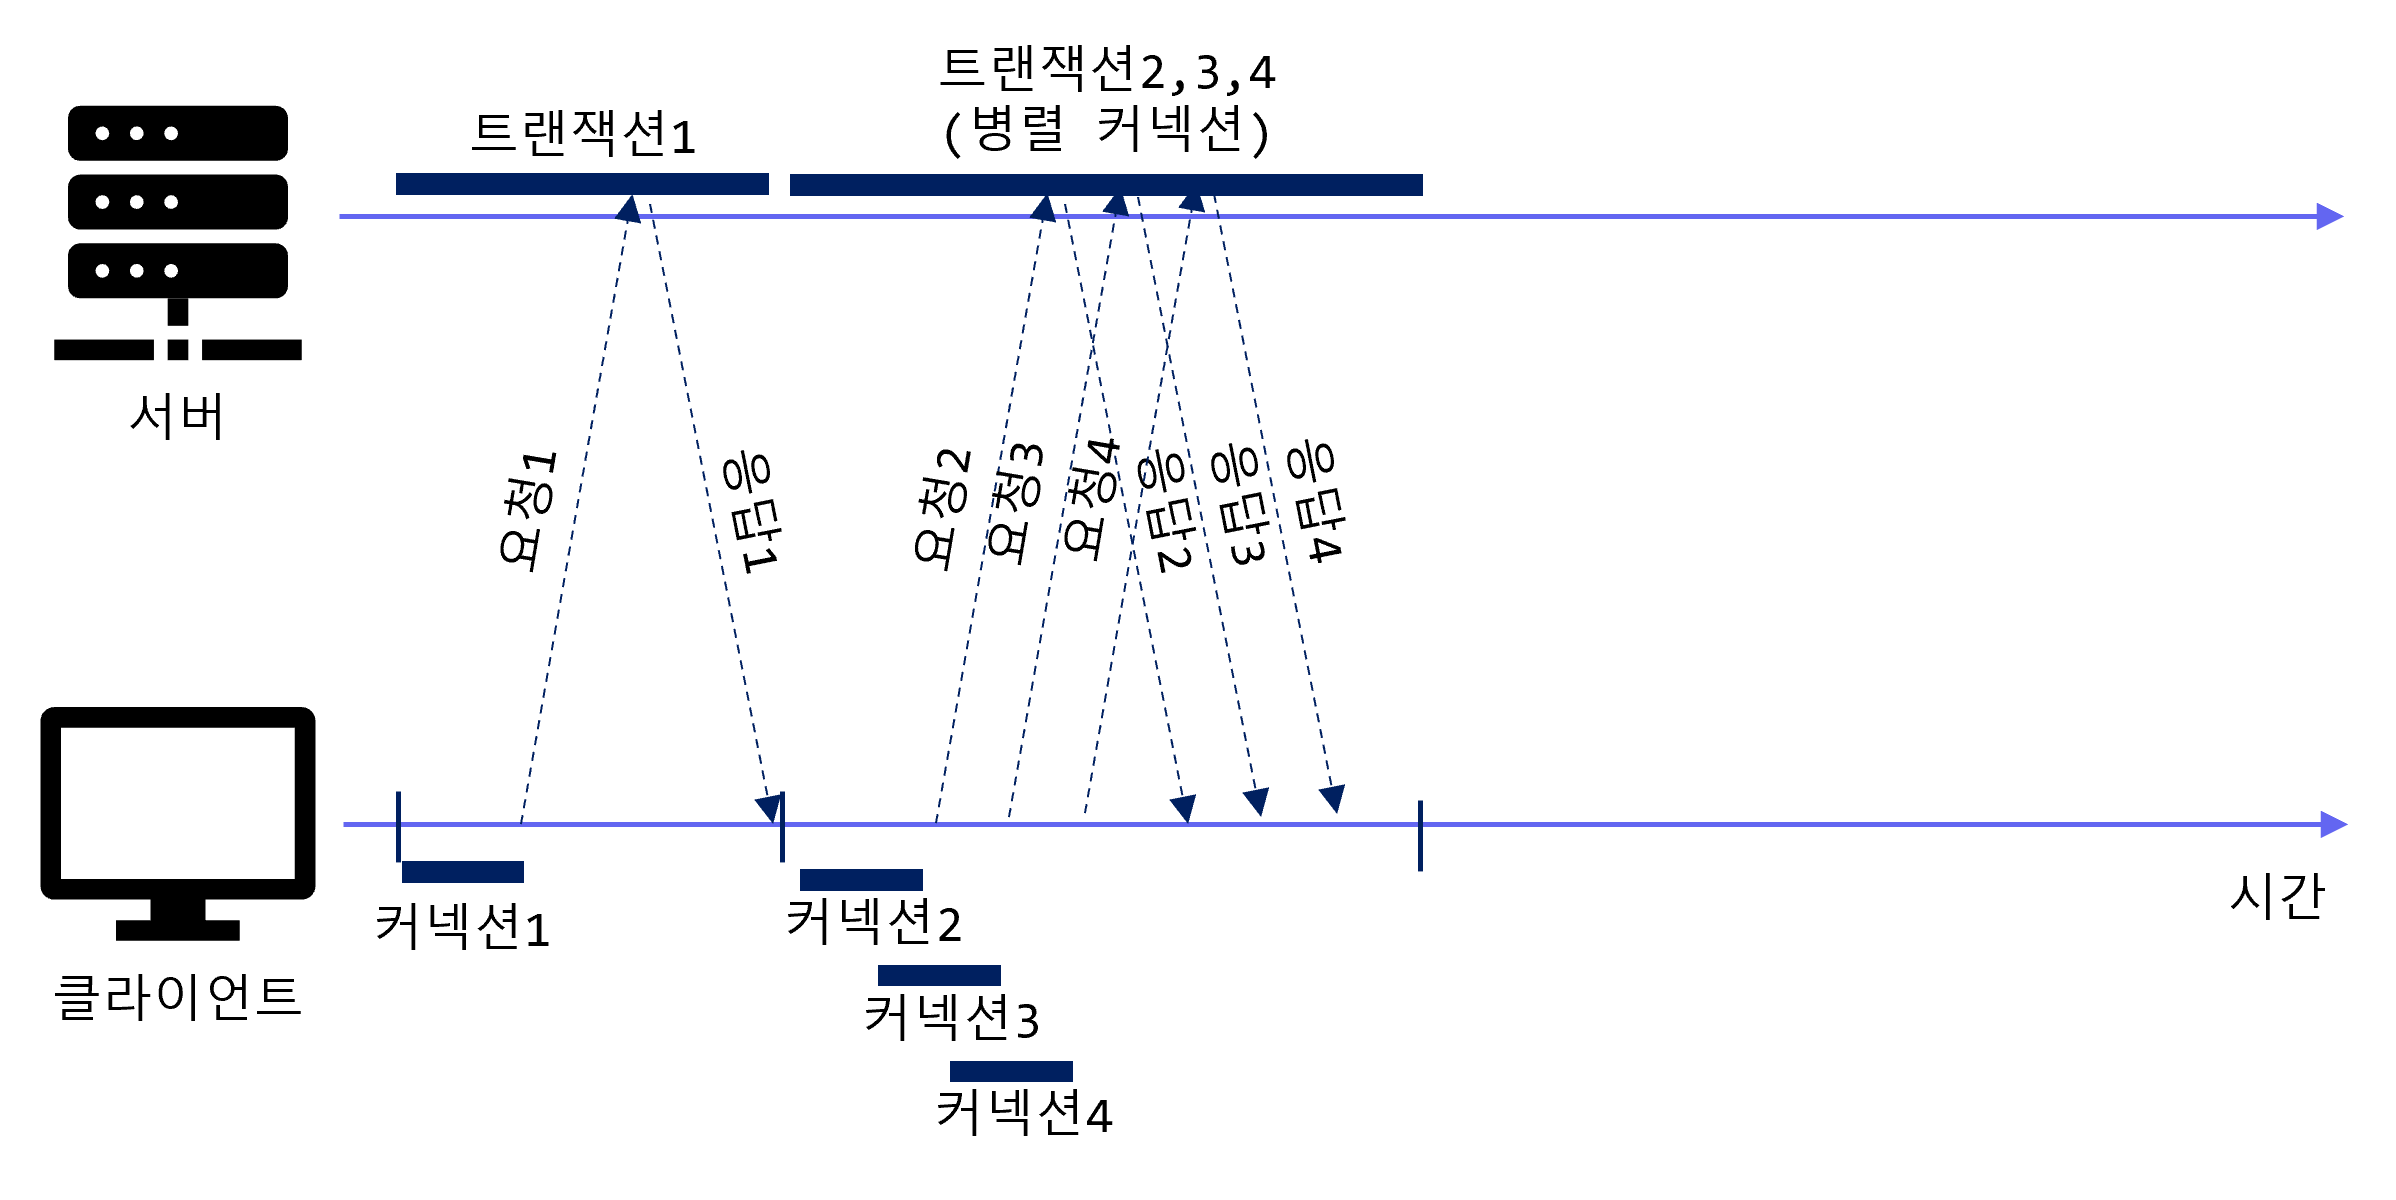 트랜잭션2,3,4
(병렬 커넥션)
트랜잭션1
서버
요청1
응답1
요청2
요청3
요청4
응답2
응답3
응답4
클라이언트
커넥션1
커넥션2
커넥션3
커넥션4
시간